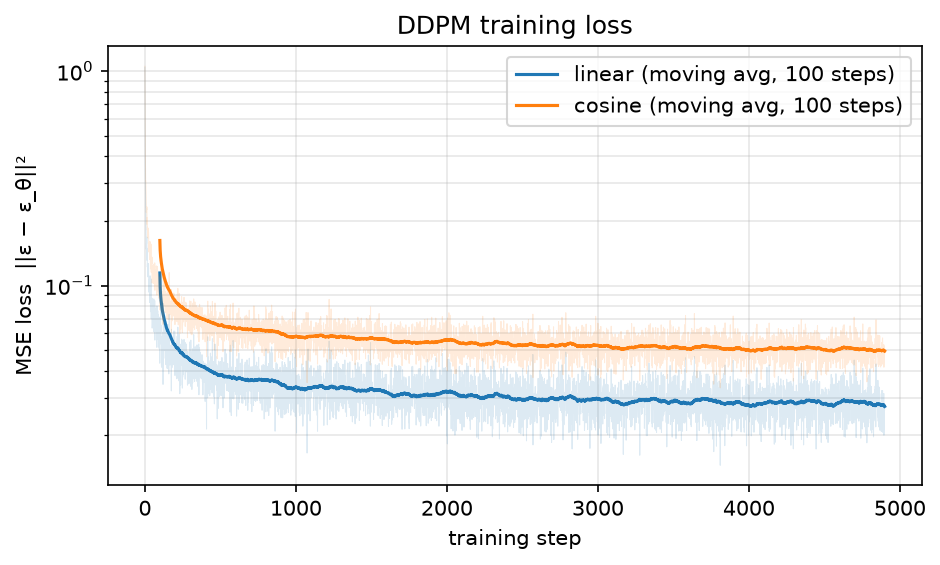 DDPM training loss
linear (moving avg, 100 steps)
cosine (moving avg, 100 steps)
MSE loss ||ε − ε_θ||²
10⁰
10⁻¹
0 1000 2000 3000 4000 5000
training step